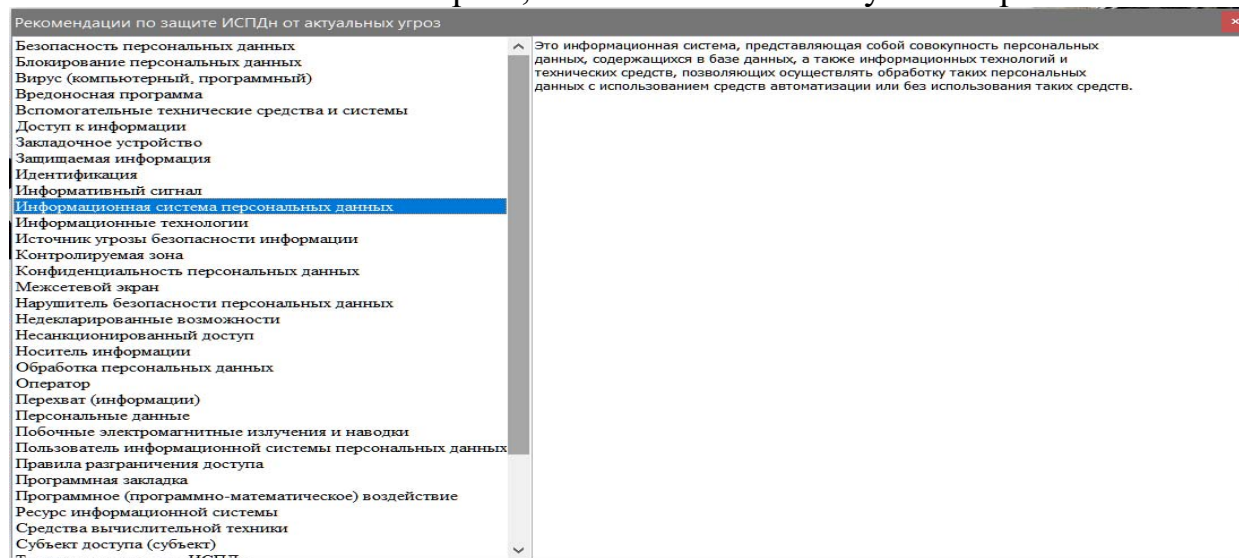 Рекомендации по защите ИСПДн от актуальных угроз
Безопасность персональных данных
Блокирование персональных данных
Вирус (компьютерный, программный)
Вредоносная программа
Вспомогательные технические средства и системы
Доступ к информации
Закладочное устройство
Защищаемая информация
Идентификация
Информативный сигнал
Информационная система персональных данных
Информационные технологии
Источник угрозы безопасности информации
Контролируемая зона
Конфиденциальность персональных данных
Межсетевой экран
Нарушитель безопасности персональных данных
Недекларированные возможности
Несанкционированный доступ
Носитель информации
Обработка персональных данных
Оператор
Перехват (информации)
Персональные данные
Побочные электромагнитные излучения и наводки
Пользователь информационной системы персональных данных
Правила разграничения доступа
Программная закладка
Программное (программно-математическое) воздействие
Ресурс информационной системы
Средства вычислительной техники
Субъект доступа (субъект)
Это информационная система, представляющая собой совокупность персональных
данных, содержащихся в базе данных, а также информационных технологий и
технических средств, позволяющих осуществлять обработку таких персональных
данных с использованием средств автоматизации или без использования таких средств.